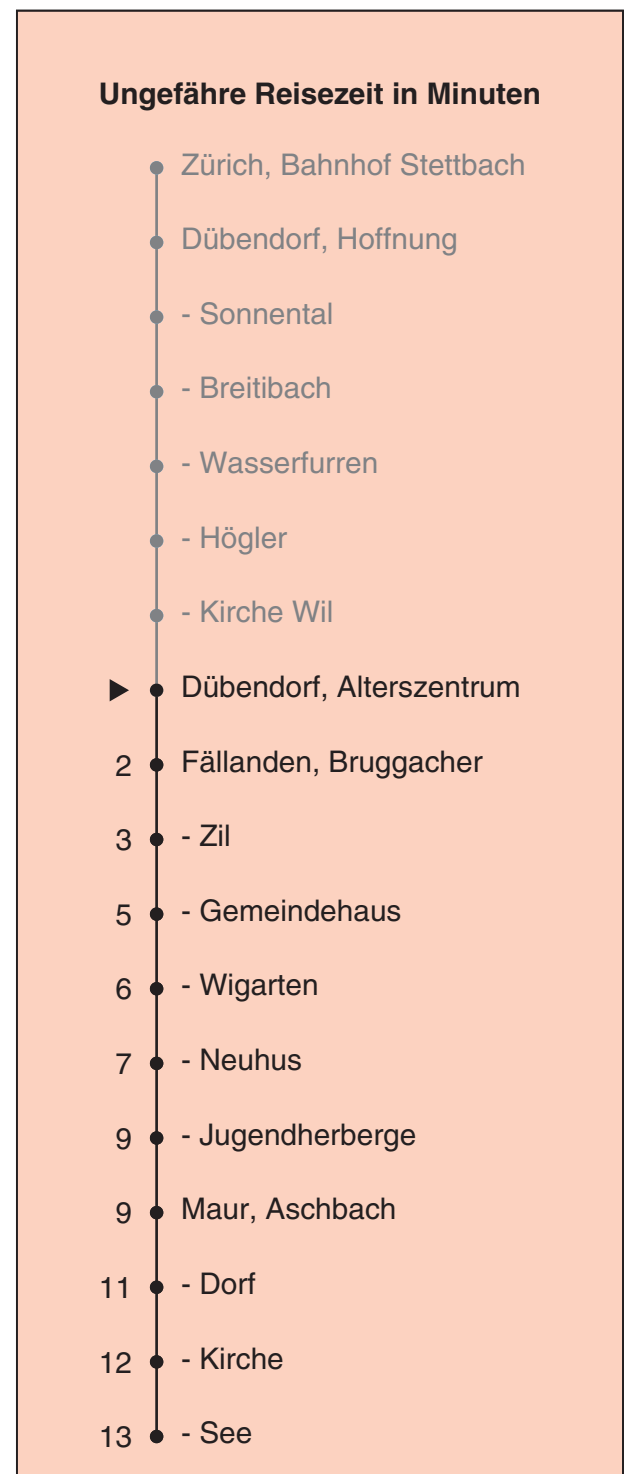 Ungefähre Reisezeit in Minuten
Zürich, Bahnhof Stettbach
Dübendorf, Hoffnung
- Sonnental
- Breitibach
- Wasserfurren
- Högler
- Kirche Wil
Dübendorf, Alterszentrum
2 Fällanden, Bruggacher
3 - Zil
5 - Gemeindehaus
6 - Wigarten
7 - Neuhus
9 - Jugendherberge
9 Maur, Aschbach
11 - Dorf
12 - Kirche
13 - See